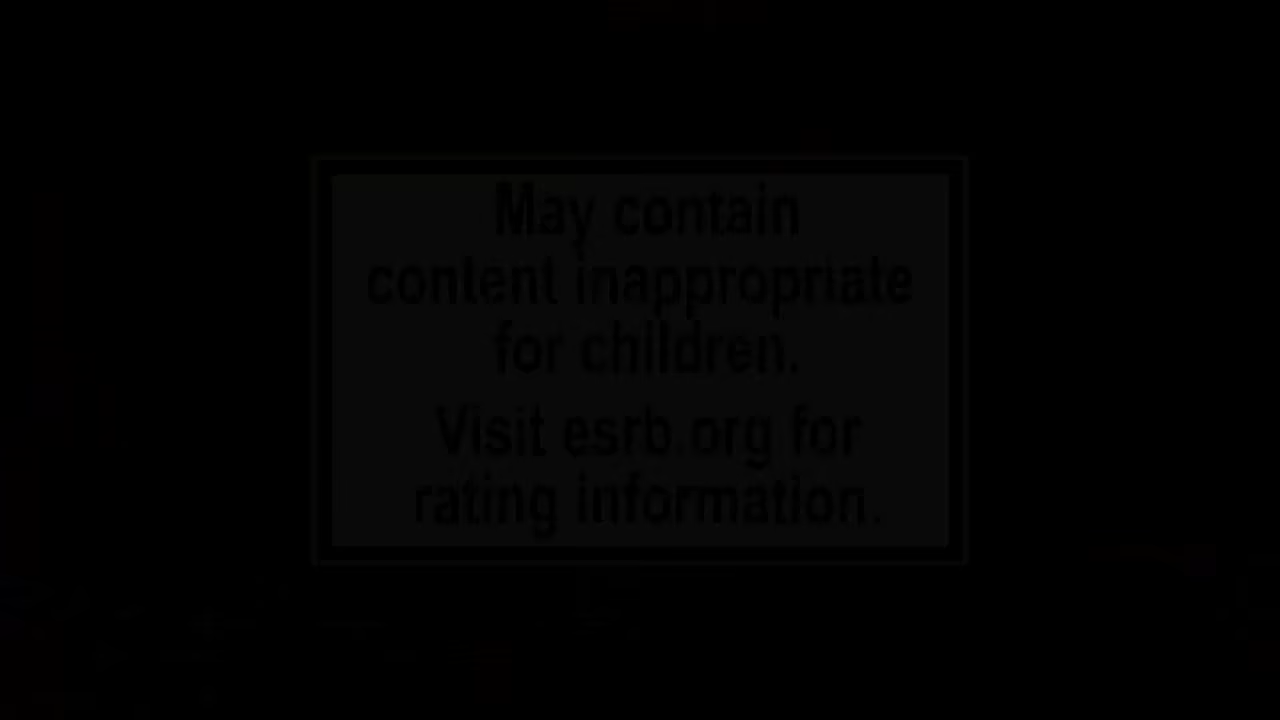 May contain
content inappropriate
for children.
Visit esrb.org for
rating information.